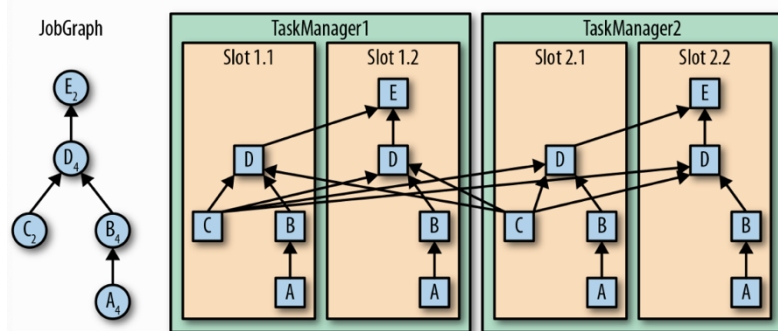 JobGraph
TaskManager1
TaskManager2
Slot 1.1
Slot 1.2
Slot 2.1
Slot 2.2
E2
E
E
D4
D
D
D
D
C2
B4
C
B
B
C
B
B
A4
A
A
A
A